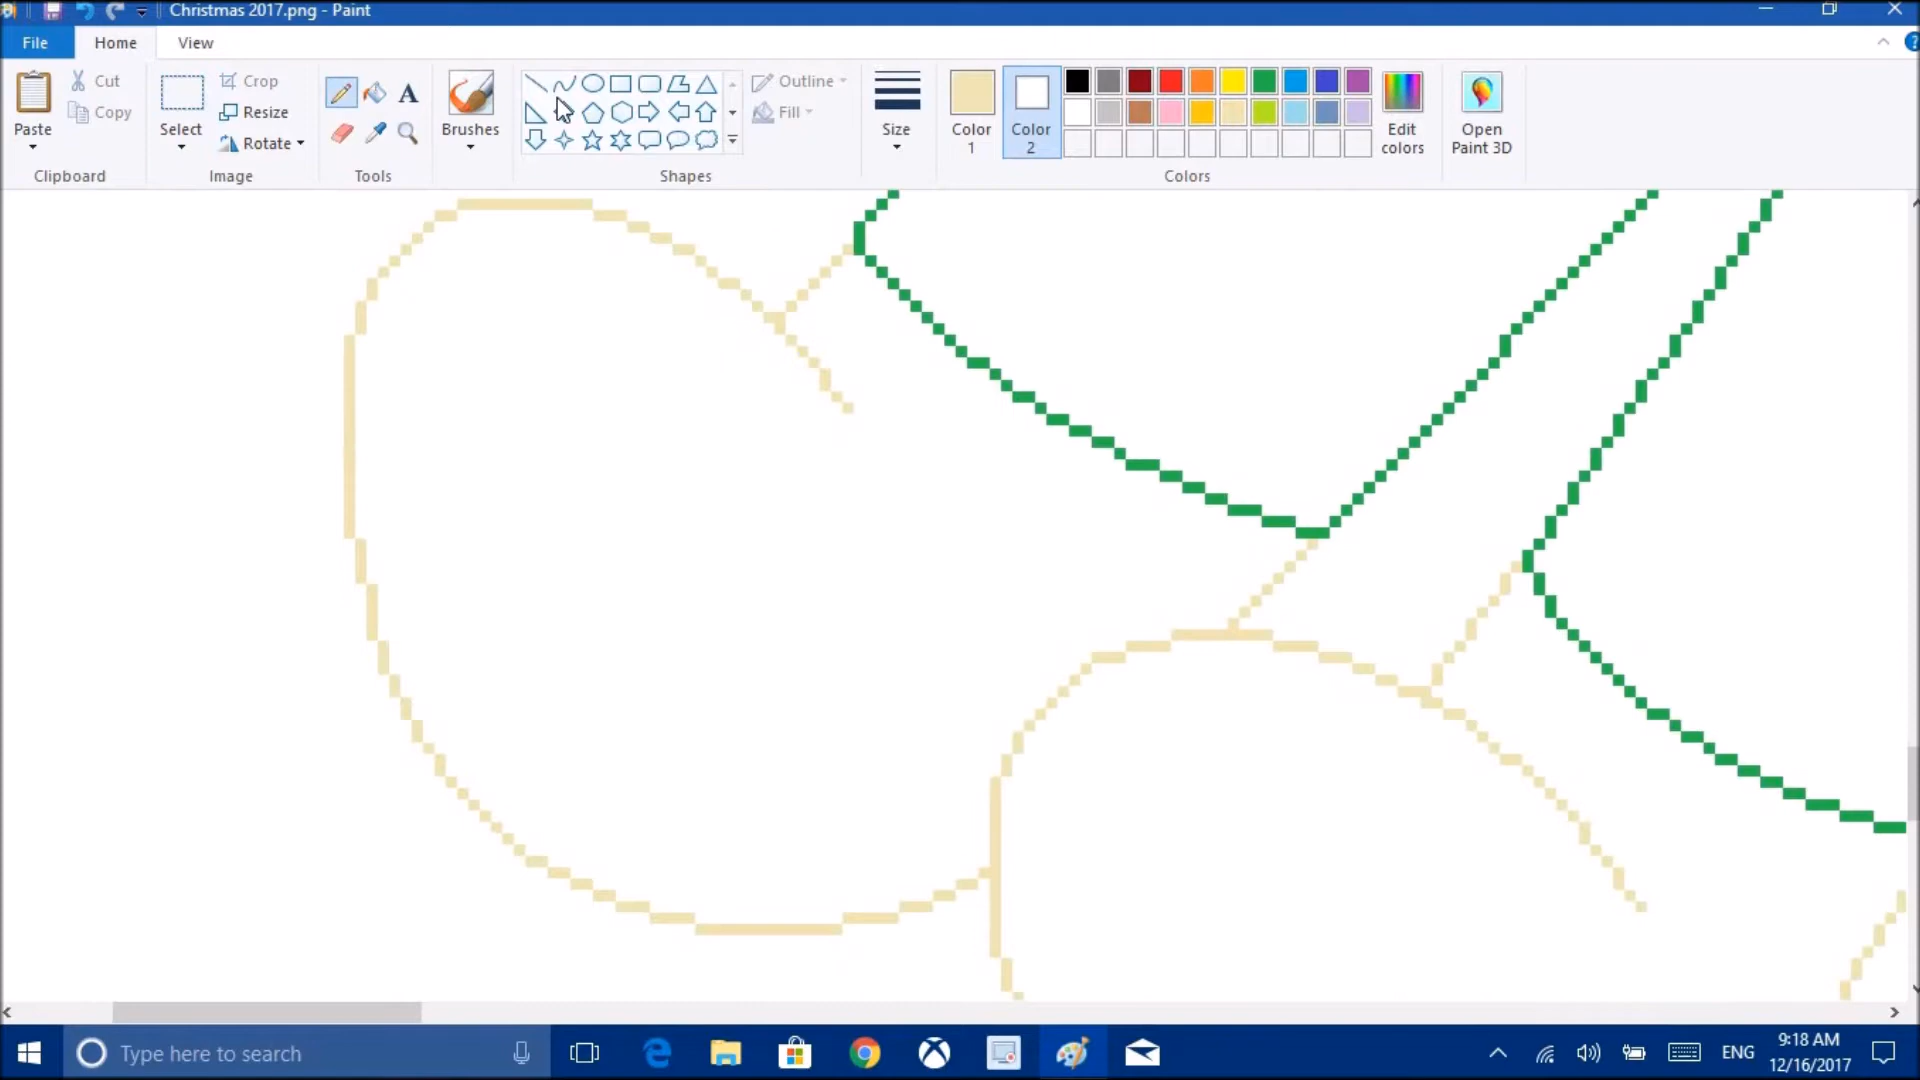 Christmas 2017.png - Paint
File Home View
Cut
Copy
Paste
Clipboard
Select
Crop
Resize
Rotate
Image
A
Tools
Brushes
Shapes
Outline
Fill
Size
Color 1
Color 2
Colors
Edit colors
Open Paint 3D
Type here to search
ENG
9:18 AM
12/16/2017